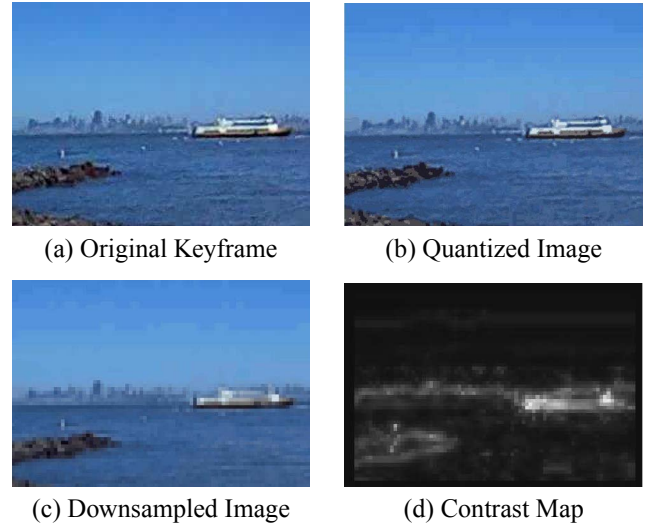 (a) Original Keyframe
(b) Quantized Image
(c) Downsampled Image
(d) Contrast Map